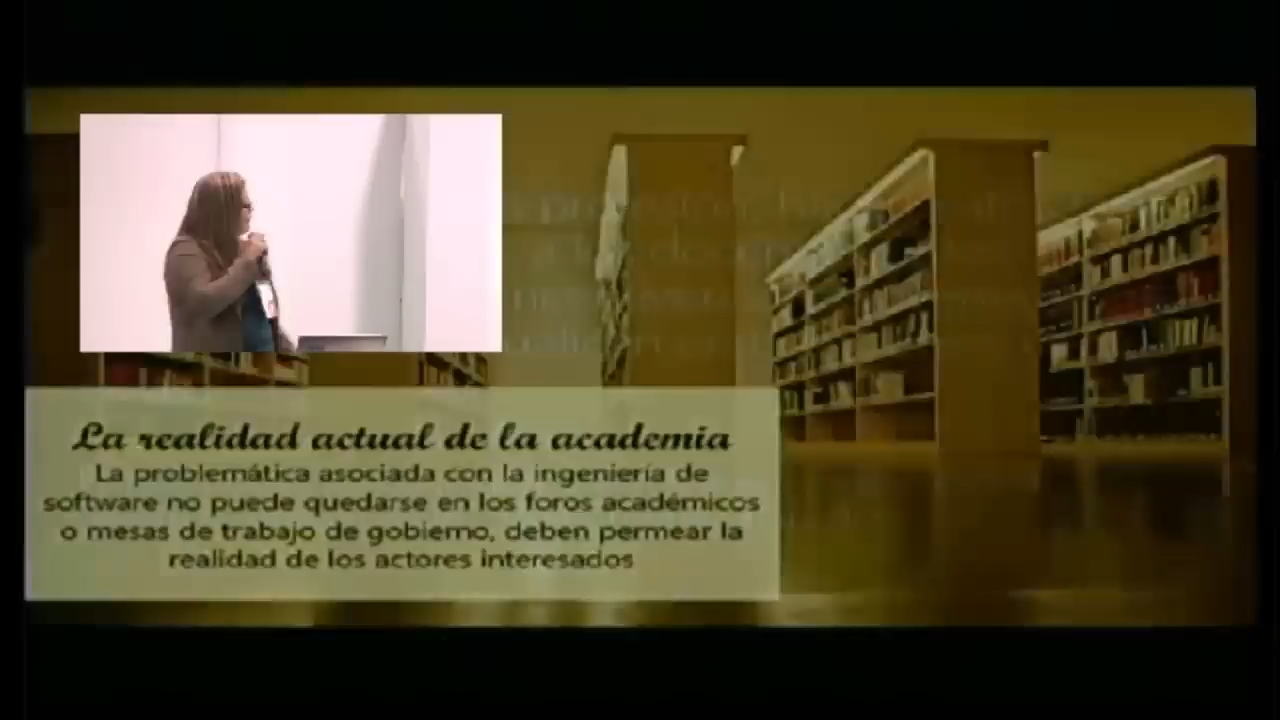 La realidad actual de la academia
La problemática asociada con la ingeniería de
software no puede quedarse en los foros académicos
o mesas de trabajo de gobierno, deben permear la
realidad de los actores interesados